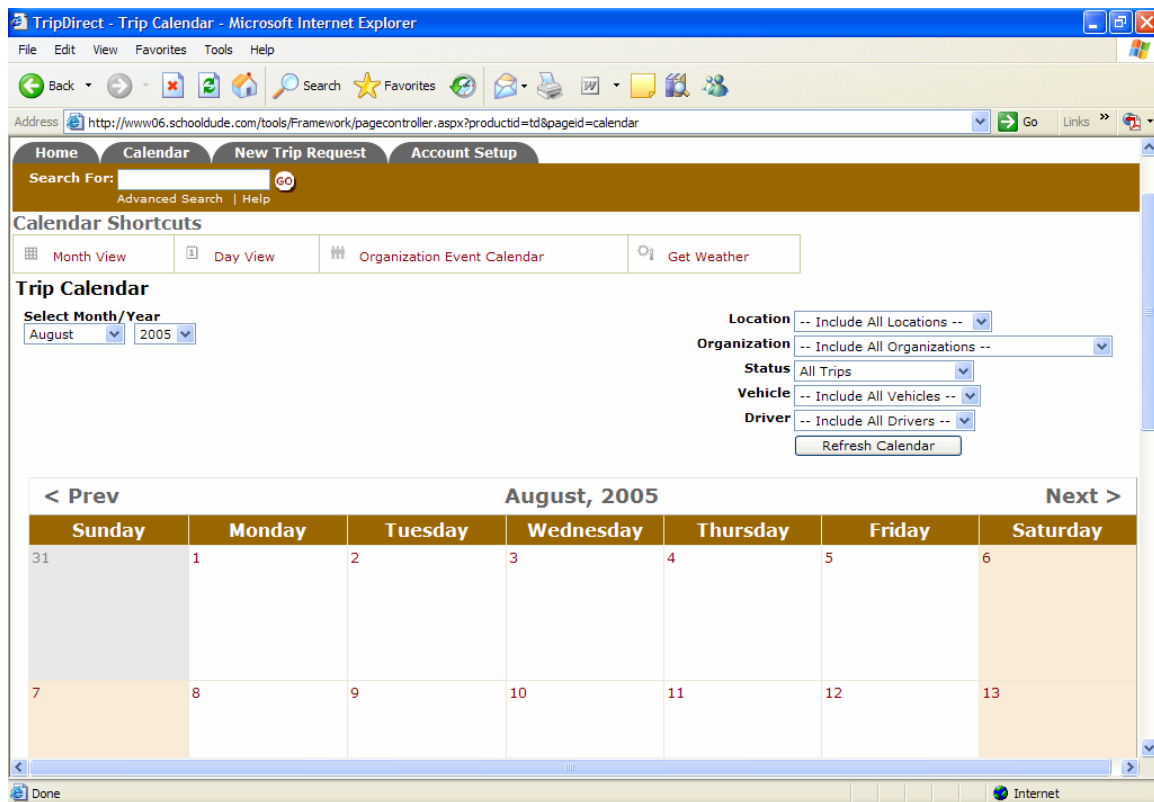 TripDirect - Trip Calendar - Microsoft Internet Explorer
File Edit View Favorites Tools Help
Back Search Favorites
Address http://www06.schooldude.com/tools/Framework/pagecontroller.aspx?productid=td&pageid=calendar Go Links »
Home Calendar New Trip Request Account Setup
Search For: GO
Advanced Search | Help
Calendar Shortcuts
Month View 1 Day View Organization Event Calendar Get Weather
Trip Calendar
Select Month/Year
August 2005
Location -- Include All Locations --
Organization -- Include All Organizations --
Status All Trips
Vehicle -- Include All Vehicles --
Driver -- Include All Drivers --
Refresh Calendar
< Prev August, 2005 Next >
Sunday Monday Tuesday Wednesday Thursday Friday Saturday
31 1 2 3 4 5 6
7 8 9 10 11 12 13
Done Internet